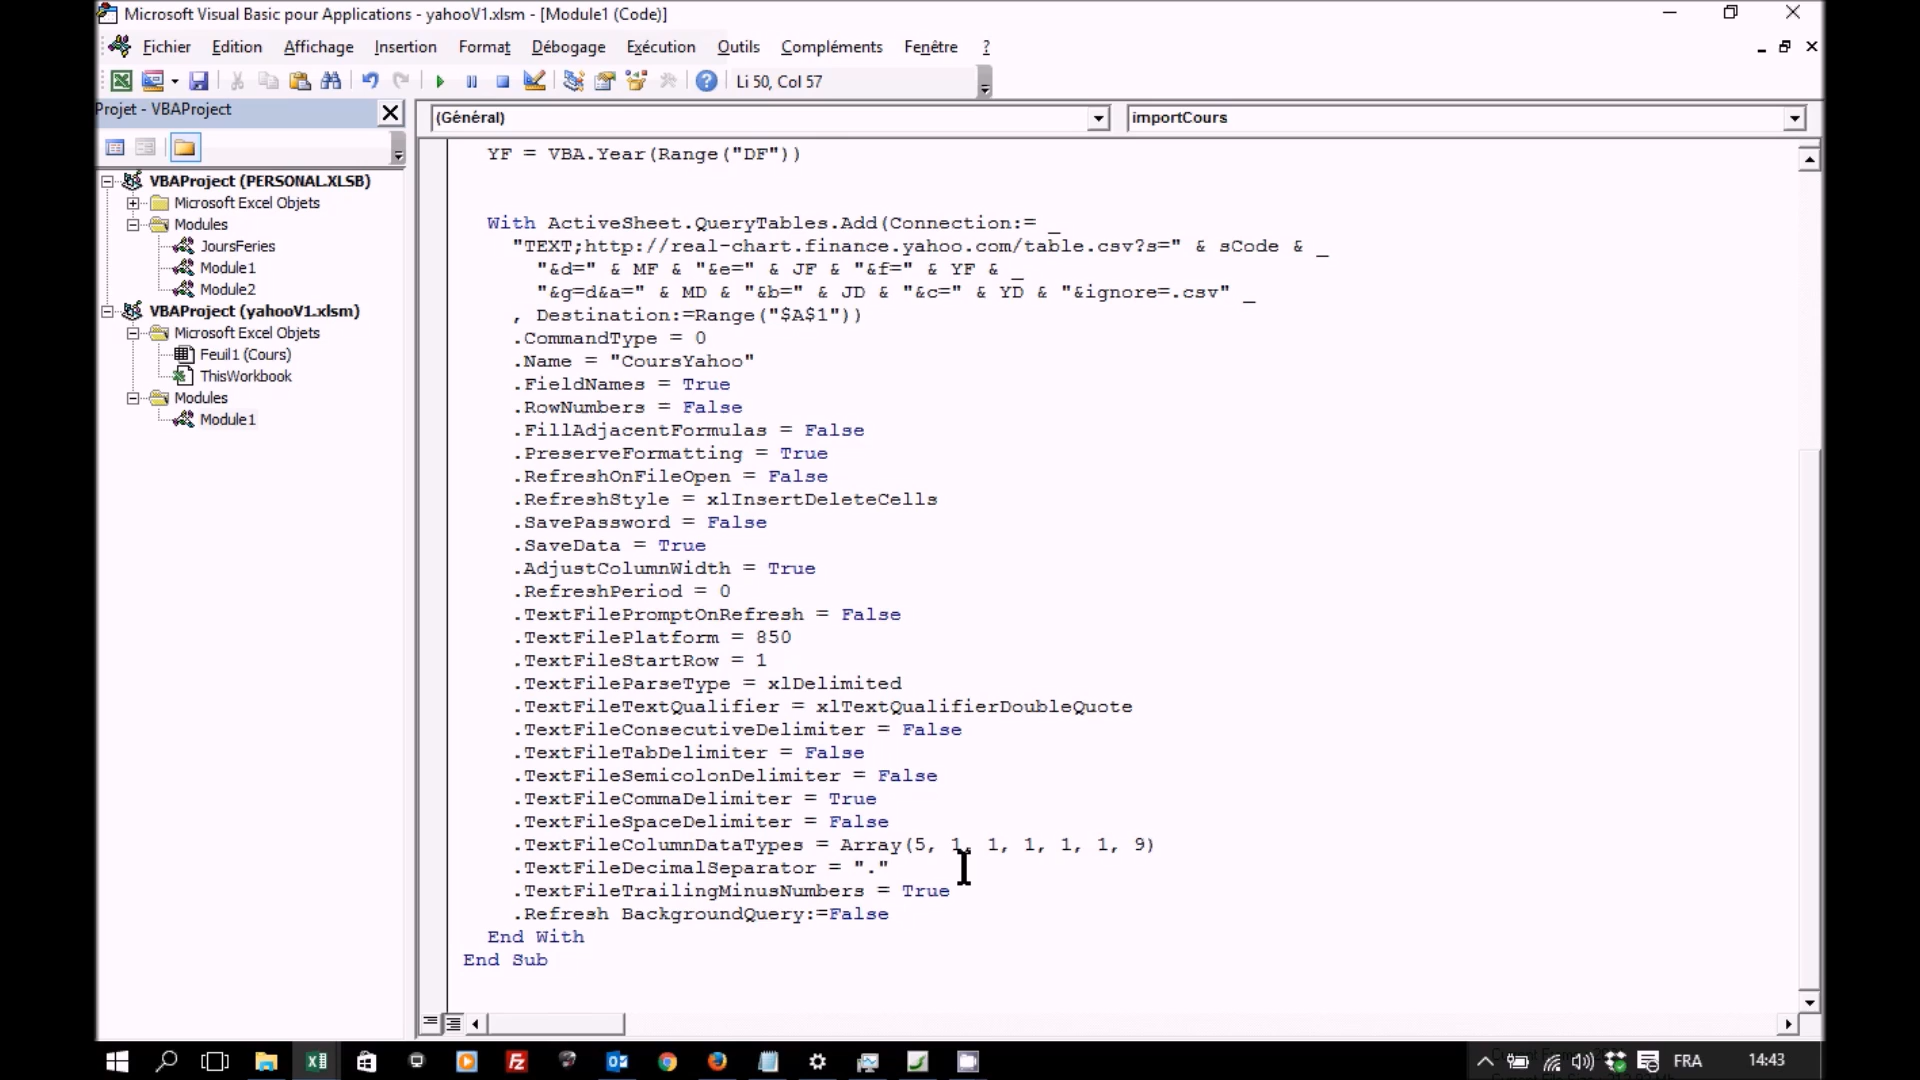 Microsoft Visual Basic pour Applications - yahooV1.xlsm - [Module1 (Code)]
Fichier Edition Affichage Insertion Format Débogage Exécution Outils Compléments Fenêtre ?
Li 50, Col 57
Projet - VBAProject
(Général)
importCours
VBAProject (PERSONAL.XLSB)
Microsoft Excel Objets
Modules
JoursFeries
Module1
Module2
VBAProject (yahooV1.xlsm)
Microsoft Excel Objets
Feuil1 (Cours)
ThisWorkbook
Modules
Module1
YF = VBA.Year(Range("DF"))
With ActiveSheet.QueryTables.Add(Connection:= _
"TEXT;http://real-chart.finance.yahoo.com/table.csv?s=" & sCode & _
"&d=" & MF & "&e=" & JF & "&f=" & YF & _
"&g=d&a=" & MD & "&b=" & JD & "&c=" & YD & "&ignore=.csv" _
, Destination:=Range("$A$1"))
.CommandType = 0
.Name = "CoursYahoo"
.FieldNames = True
.RowNumbers = False
.FillAdjacentFormulas = False
.PreserveFormatting = True
.RefreshOnFileOpen = False
.RefreshStyle = xlInsertDeleteCells
.SavePassword = False
.SaveData = True
.AdjustColumnWidth = True
.RefreshPeriod = 0
.TextFilePromptOnRefresh = False
.TextFilePlatform = 850
.TextFileStartRow = 1
.TextFileParseType = xlDelimited
.TextFileTextQualifier = xlTextQualifierDoubleQuote
.TextFileConsecutiveDelimiter = False
.TextFileTabDelimiter = False
.TextFileSemicolonDelimiter = False
.TextFileCommaDelimiter = True
.TextFileSpaceDelimiter = False
.TextFileColumnDataTypes = Array(5, 1, 1, 1, 1, 1, 9)
.TextFileDecimalSeparator = "."
.TextFileTrailingMinusNumbers = True
.Refresh BackgroundQuery:=False
End With
End Sub
FRA
14:43